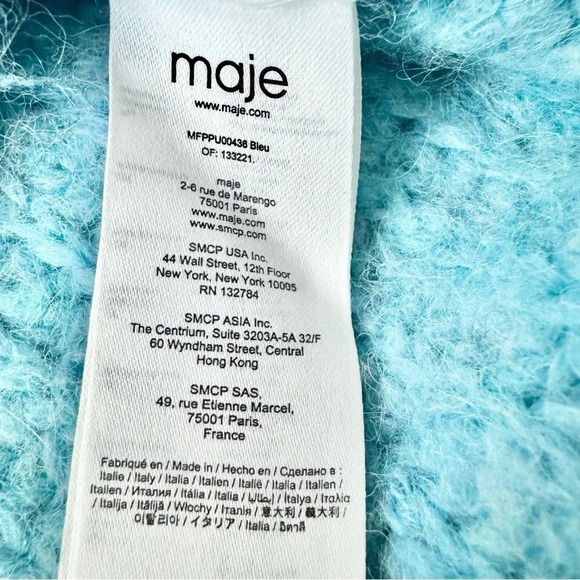 maje
www.maje.com
MFPPU00436 Bleu
OF: 133221.
maje
2-6 rue de Marengo
75001 Paris
www.maje.com
www.smcp.com
SMCP USA Inc.
44 Wall Street, 12th Floor
New York, New York 10005
RN 132784
SMCP ASIA Inc.
The Centrium, Suite 3203A-5A 32/F
60 Wyndham Street, Central
Hong Kong
SMCP SAS,
49, rue Etienne Marcel,
75001 Paris,
France
Fabriqué en / Made in / Hecho en / Сделано в :
Italie / Italy / Italia / Italien / Italië / Italia / Italien /
Italien / Италия / Itália / Italia / إيطاليا / İtalya / Ιταλία
/ Italija / Itālijā / Włochy / Італія / 意大利 / 義大利 /
이탈리아 / イタリア / Italia / อิตาลี